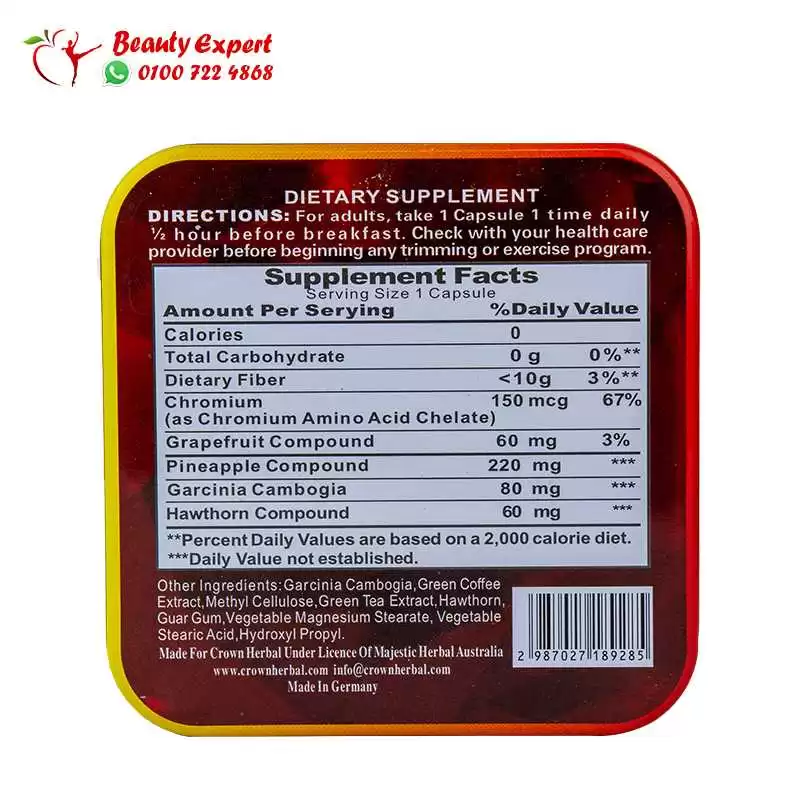 Beauty Expert
0100 722 4868
DIETARY SUPPLEMENT
DIRECTIONS: For adults, take 1 Capsule 1 time daily
½ hour before breakfast. Check with your health care
provider before beginning any trimming or exercise program.
Supplement Facts
Serving Size 1 Capsule
Amount Per Serying %Daily Value
Calories 0
Total Carbohydrate 0 g 0%**
Dietary Fiber <10g 3%**
Chromium 150 mcg 67%
(as Chromium Amino Acid Chelate)
Grapefruit Compound 60 mg 3%
Pineapple Compound 220 mg ***
Garcinia Cambogia 80 mg ***
Hawthorn Compound 60 mg ***
**Percent Daily Values are based on a 2,000 calorie diet.
***Daily Value not established.
Other Ingredients:Garcinia Cambogia,Green Coffee
Extract,Methyl Cellulose,Green Tea Extract,Hawthorn,
Guar Gum,Vegetable Magnesium Stearate, Vegetable
Stearic Acid,Hydroxyl Propyl.
Made For Crown Herbal Under Licence Of Majestic Herbal Australia
www.crownherbal.com info@crownherbal.com
Made In Germany
2 987027 189285